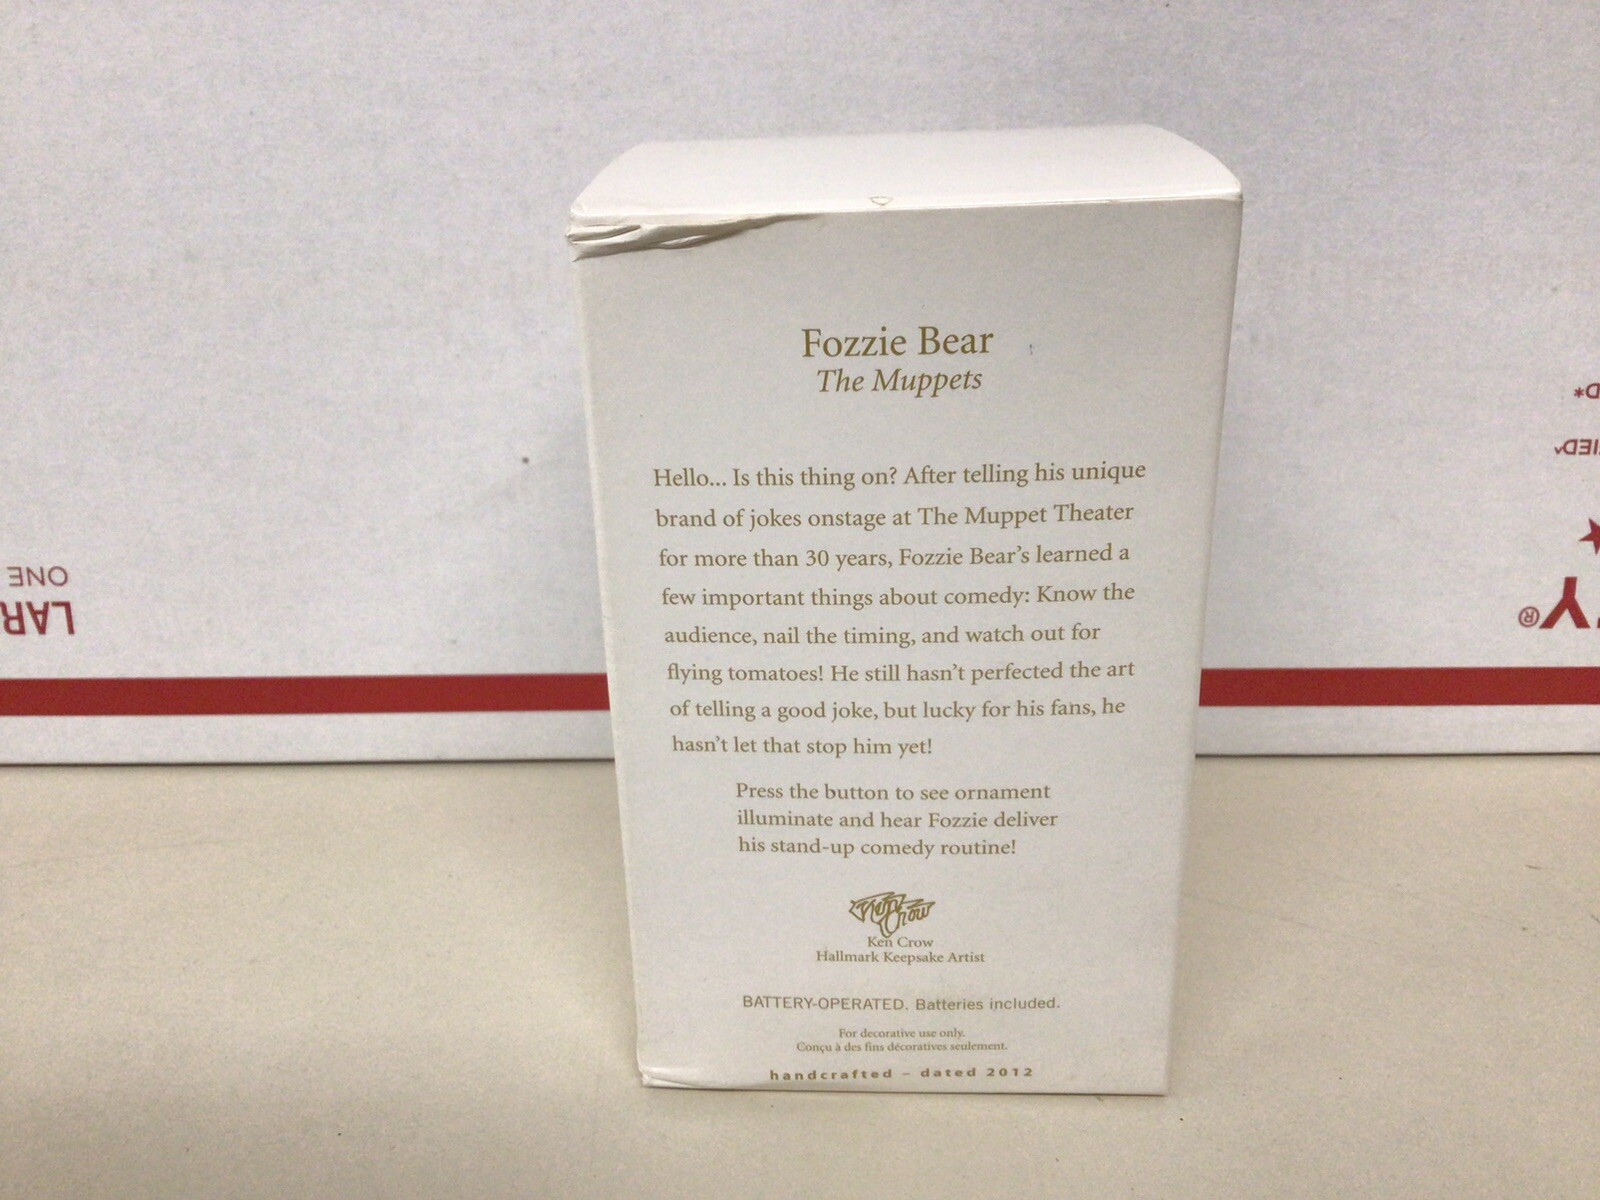 Fozzie Bear
The Muppets
Hello... Is this thing on? After telling his unique
brand of jokes onstage at The Muppet Theater
for more than 30 years, Fozzie Bear's learned a
few important things about comedy: Know the
audience, nail the timing, and watch out for
flying tomatoes! He still hasn't perfected the art
of telling a good joke, but lucky for his fans, he
hasn't let that stop him yet!
Press the button to see ornament
illuminate and hear Fozzie deliver
his stand-up comedy routine!
Ken Crow
Ken Crow
Hallmark Keepsake Artist
BATTERY-OPERATED. Batteries included.
For decorative use only.
Conçu à des fins décoratives seulement.
handcrafted – dated 2012
ONE
LAR
Y®